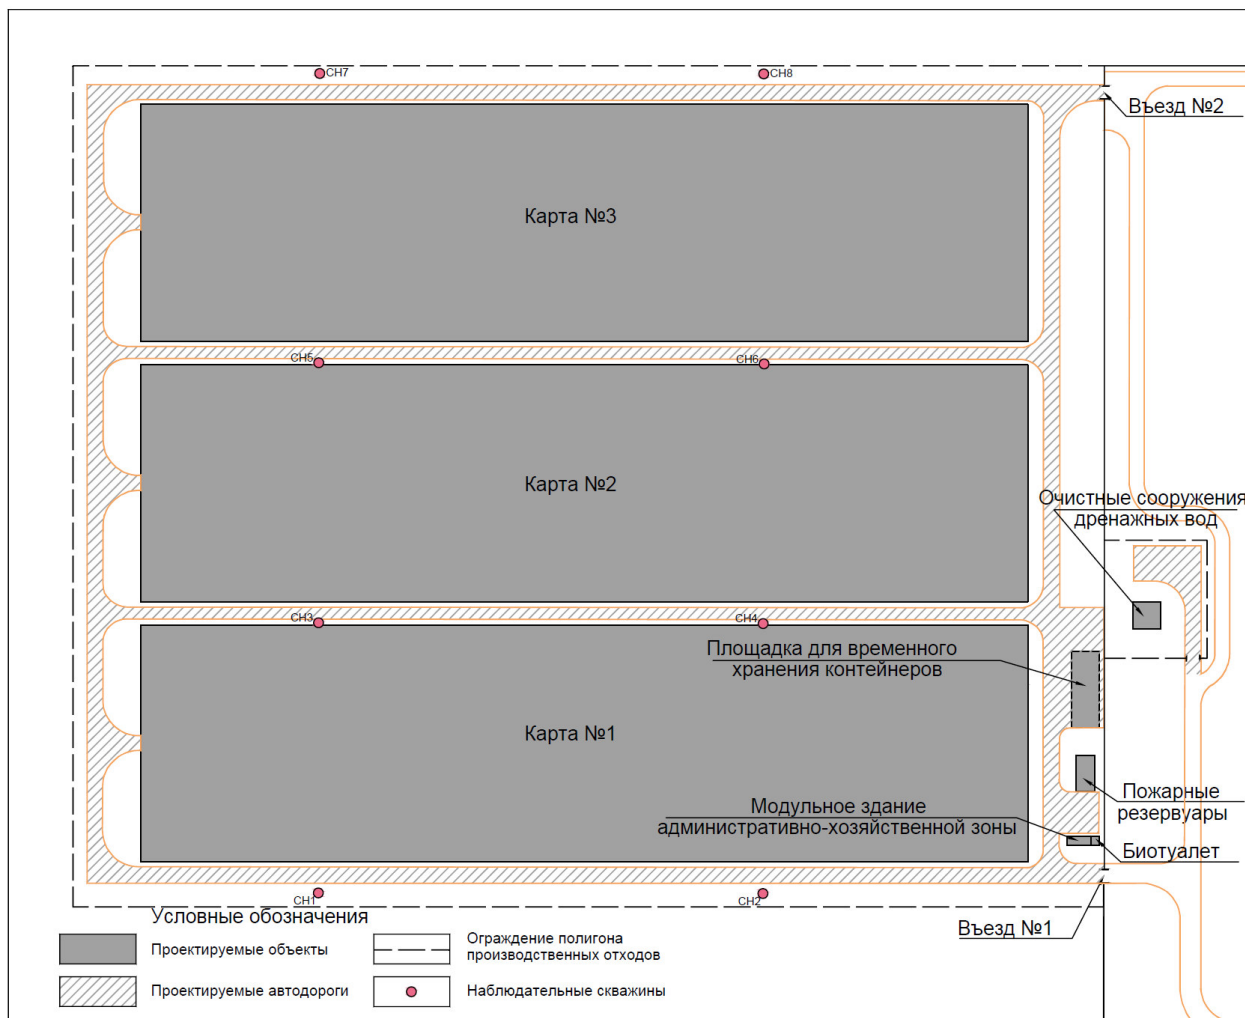 СН7
СН8
Въезд №2
Карта №3
СН5
СН6
Карта №2
Очистные сооружения
дренажных вод
СН3
СН4
Площадка для временного
хранения контейнеров
Карта №1
Пожарные
резервуары
Модульное здание
административно-хозяйственной зоны
Биотуалет
СН1
СН2
Въезд №1
Условные обозначения
Проектируемые объекты
Ограждение полигона
производственных отходов
Проектируемые автодороги
Наблюдательные скважины